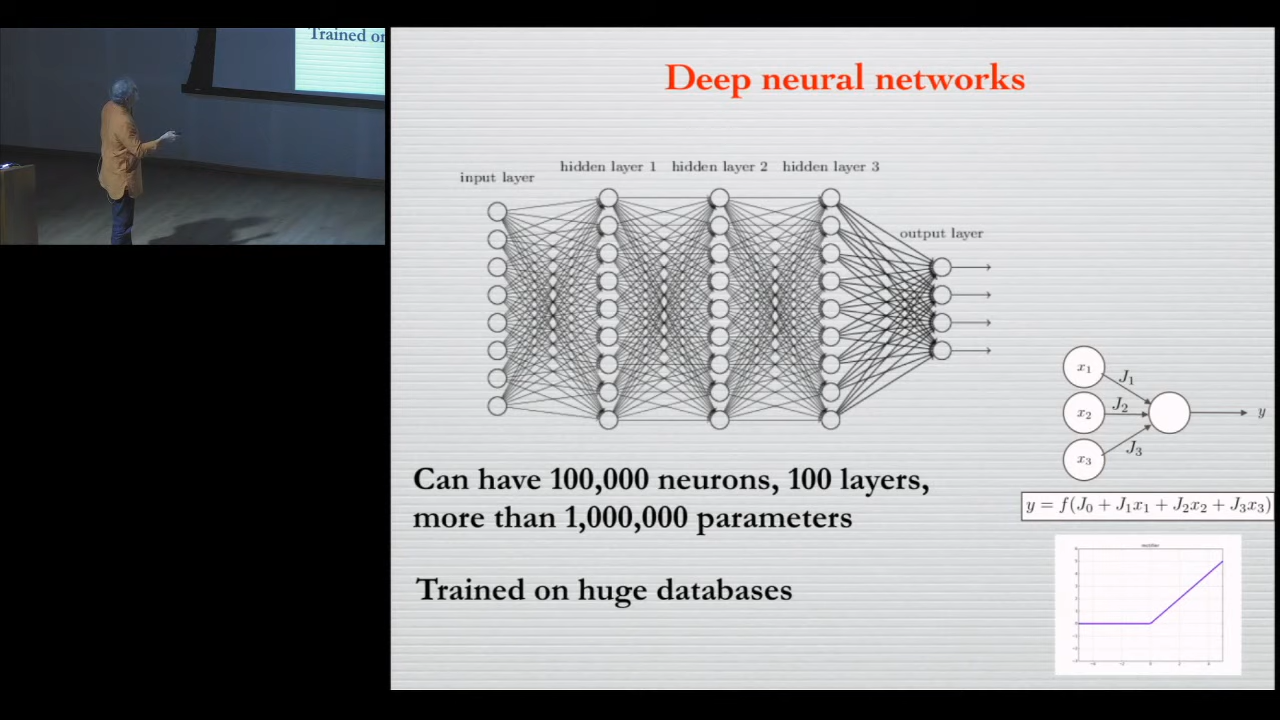 Trained on
Deep neural networks
hidden layer 1 hidden layer 2 hidden layer 3
input layer
output layer
x₁ J₁
x₂ J₂ y
x₃ J₃
Can have 100,000 neurons, 100 layers,
more than 1,000,000 parameters
y = f(J₀ + J₁x₁ + J₂x₂ + J₃x₃)
Trained on huge databases